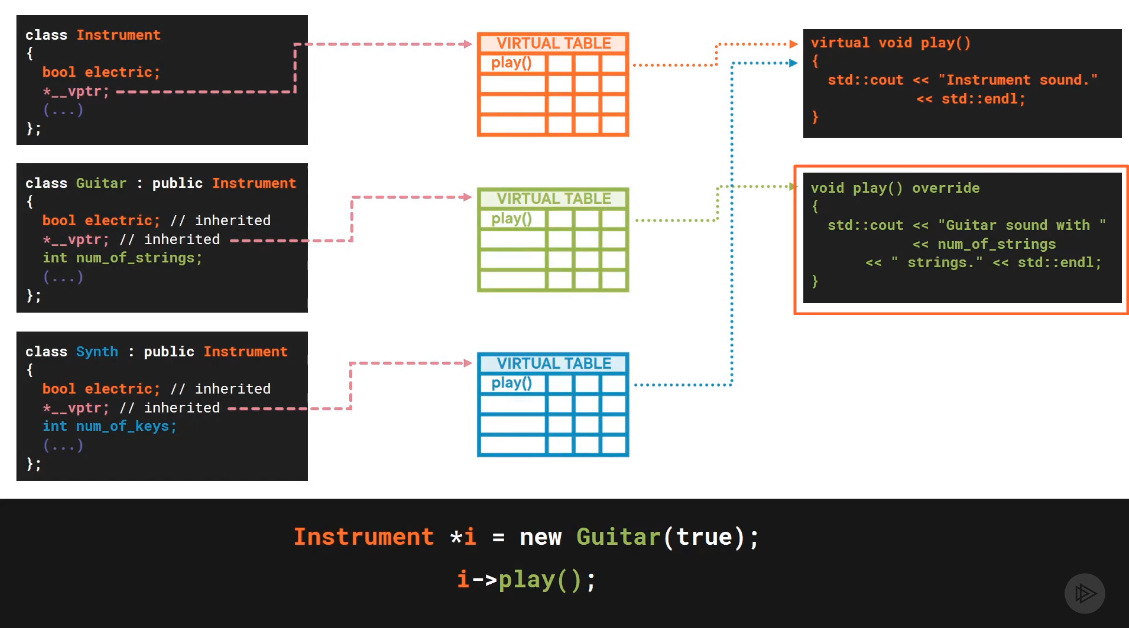 class Instrument
{
bool electric;
*__vptr;
(...)
};
VIRTUAL TABLE
play()
virtual void play()
{
std::cout << "Instrument sound."
<< std::endl;
}
class Guitar : public Instrument
{
bool electric; // inherited
*__vptr; // inherited
int num_of_strings;
(...)
};
VIRTUAL TABLE
play()
void play() override
{
std::cout << "Guitar sound with "
<< num_of_strings
<< " strings." << std::endl;
}
class Synth : public Instrument
{
bool electric; // inherited
*__vptr; // inherited
int num_of_keys;
(...)
};
VIRTUAL TABLE
play()
Instrument *i = new Guitar(true);
i->play();